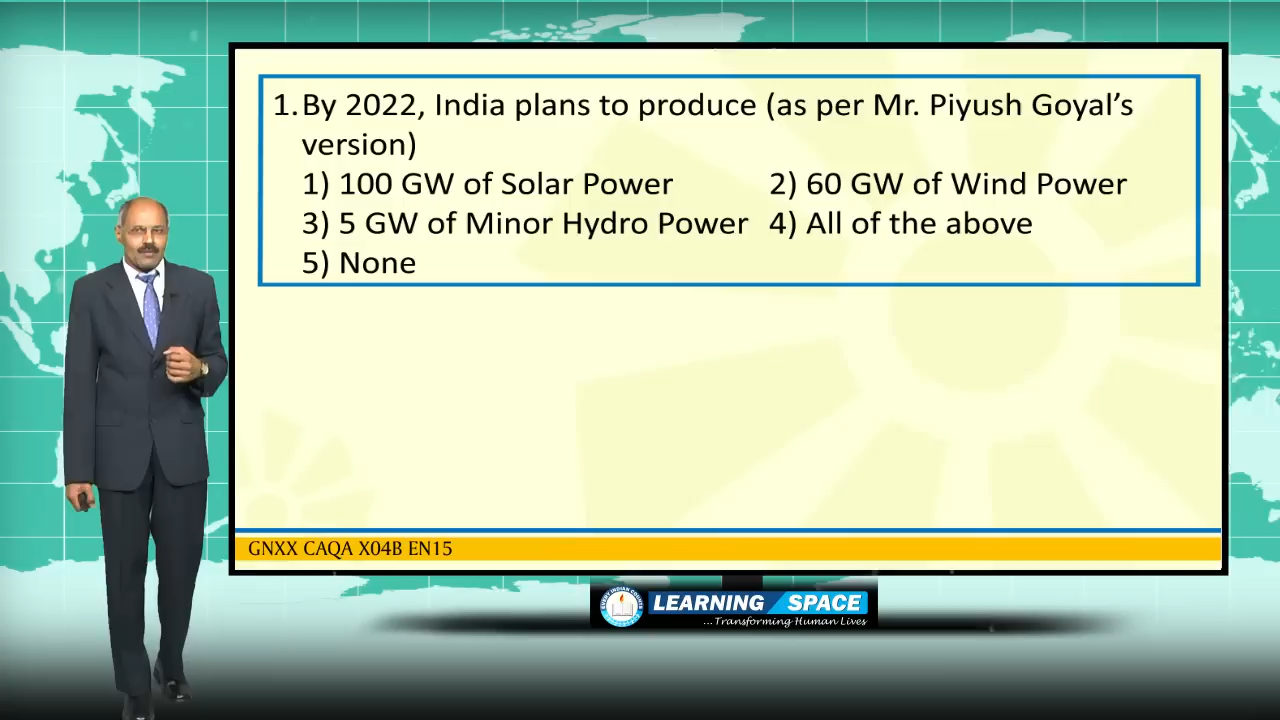 1. By 2022, India plans to produce (as per Mr. Piyush Goyal's
version)
1) 100 GW of Solar Power 2) 60 GW of Wind Power
3) 5 GW of Minor Hydro Power 4) All of the above
5) None
GNXX CAQA X04B EN15
LEARNING SPACE
...Transforming Human Lives